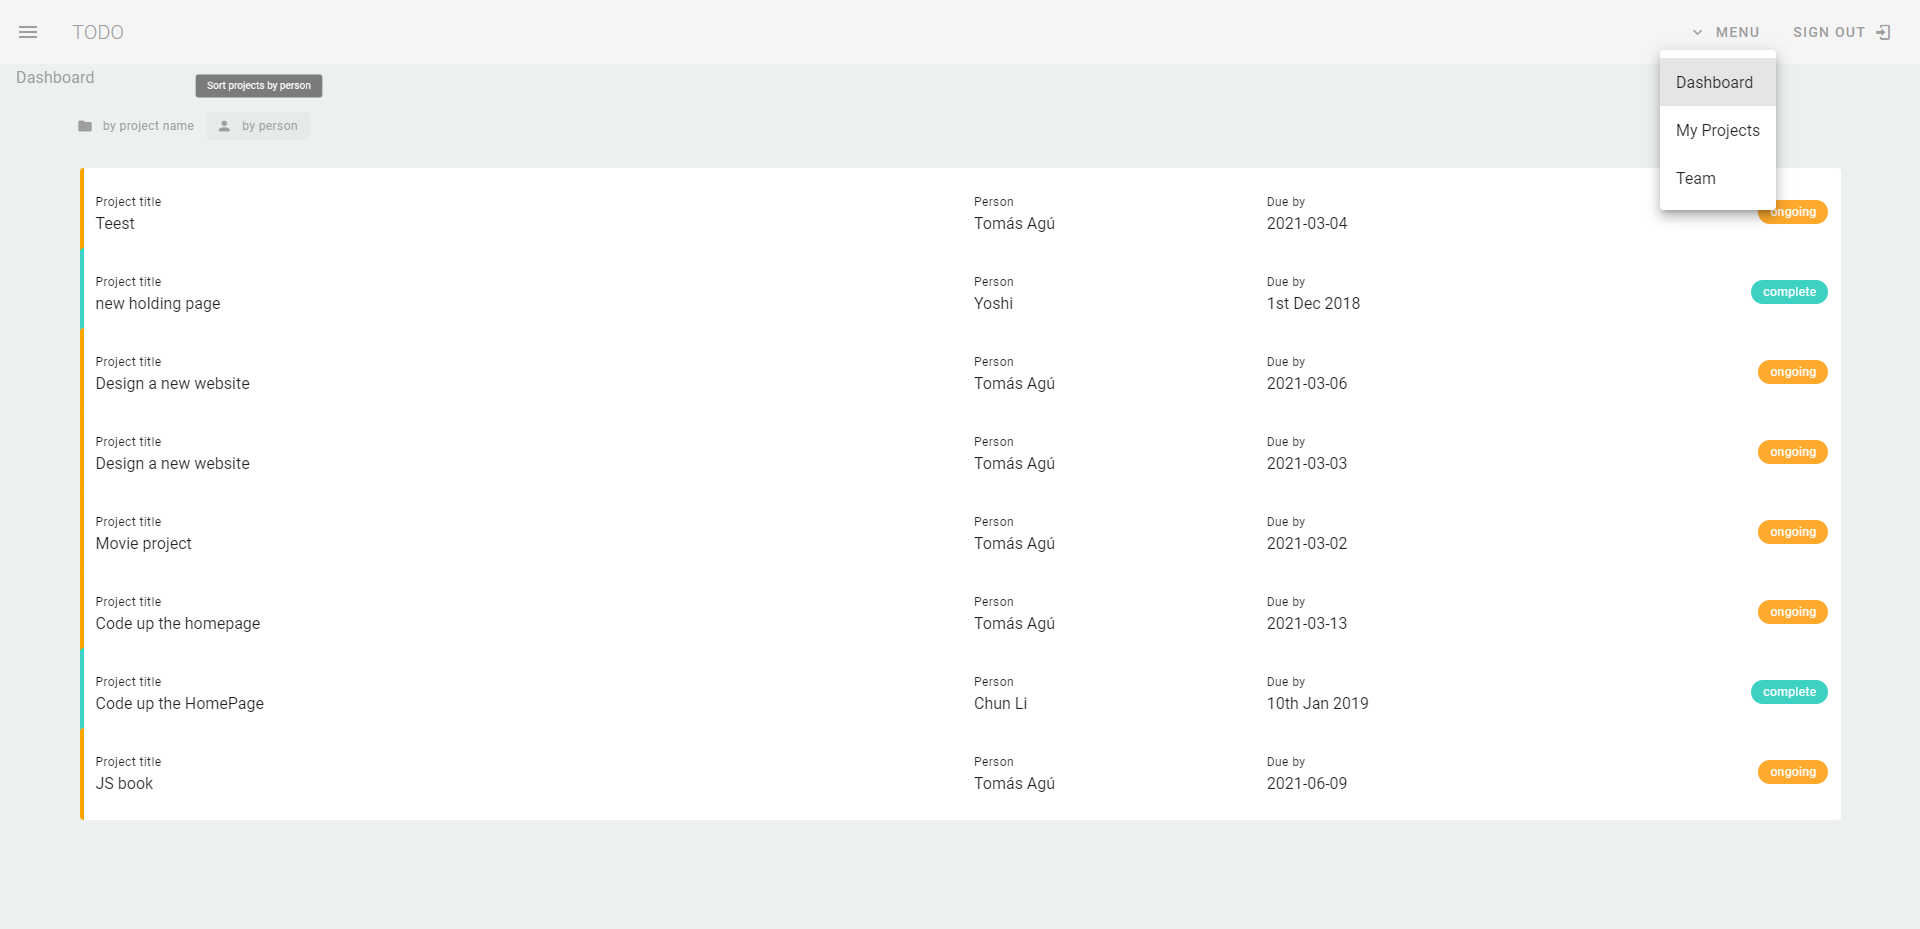 TODO
MENU
SIGN OUT
Dashboard
Sort projects by person
by project name
by person
Dashboard
My Projects
Team
Project title
Teest
Person
Tomás Agú
Due by
2021-03-04
ongoing
Project title
new holding page
Person
Yoshi
Due by
1st Dec 2018
complete
Project title
Design a new website
Person
Tomás Agú
Due by
2021-03-06
ongoing
Project title
Design a new website
Person
Tomás Agú
Due by
2021-03-03
ongoing
Project title
Movie project
Person
Tomás Agú
Due by
2021-03-02
ongoing
Project title
Code up the homepage
Person
Tomás Agú
Due by
2021-03-13
ongoing
Project title
Code up the HomePage
Person
Chun Li
Due by
10th Jan 2019
complete
Project title
JS book
Person
Tomás Agú
Due by
2021-06-09
ongoing